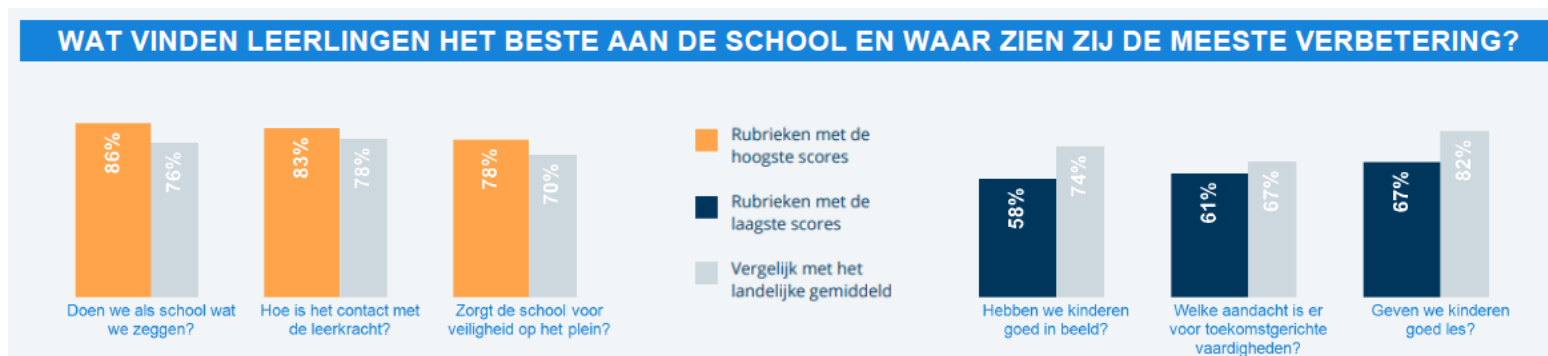 WAT VINDEN LEERLINGEN HET BESTE AAN DE SCHOOL EN WAAR ZIEN ZIJ DE MEESTE VERBETERING?
86%
76%
Doen we als school wat
we zeggen?
83%
78%
Hoe is het contact met
de leerkracht?
78%
70%
Zorgt de school voor
veiligheid op het plein?
Rubrieken met de
hoogste scores
Rubrieken met de
laagste scores
Vergelijk met het
landelijke gemiddeld
58%
74%
Hebben we kinderen
goed in beeld?
61%
67%
Welke aandacht is er
voor toekomstgerichte
vaardigheden?
67%
82%
Geven we kinderen
goed les?